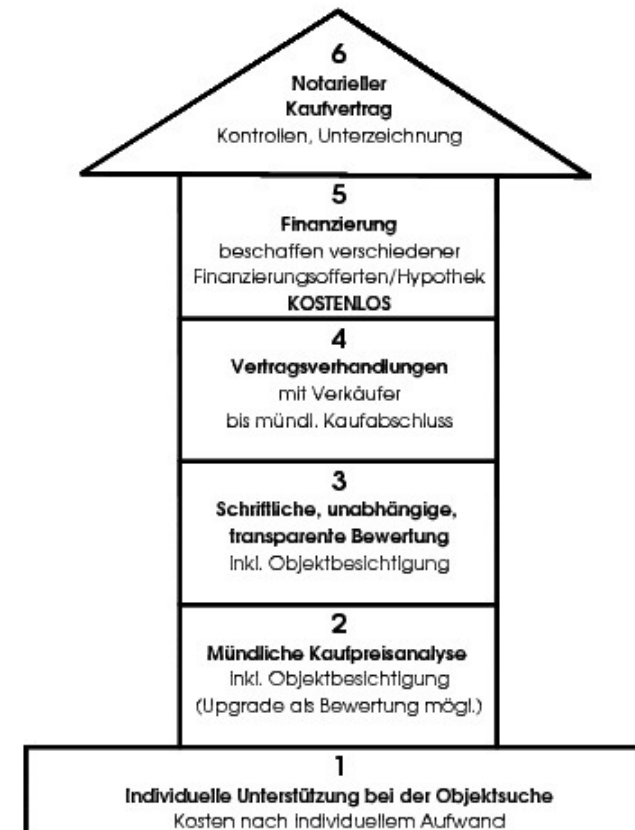 6
Notarieller
Kaufvertrag
Kontrollen, Unterzeichnung
5
Finanzierung
beschaffen verschiedener
Finanzierungsofferten/Hypothek
KOSTENLOS
4
Vertragsverhandlungen
mit Verkäufer
bis mündl. Kaufabschluss
3
Schriftliche, unabhängige,
transparente Bewertung
inkl. Objektbesichtigung
2
Mündliche Kaufpreisanalyse
inkl. Objektbesichtigung
(Upgrade als Bewertung mögl.)
1
Individuelle Unterstützung bei der Objektsuche
Kosten nach individuellem Aufwand